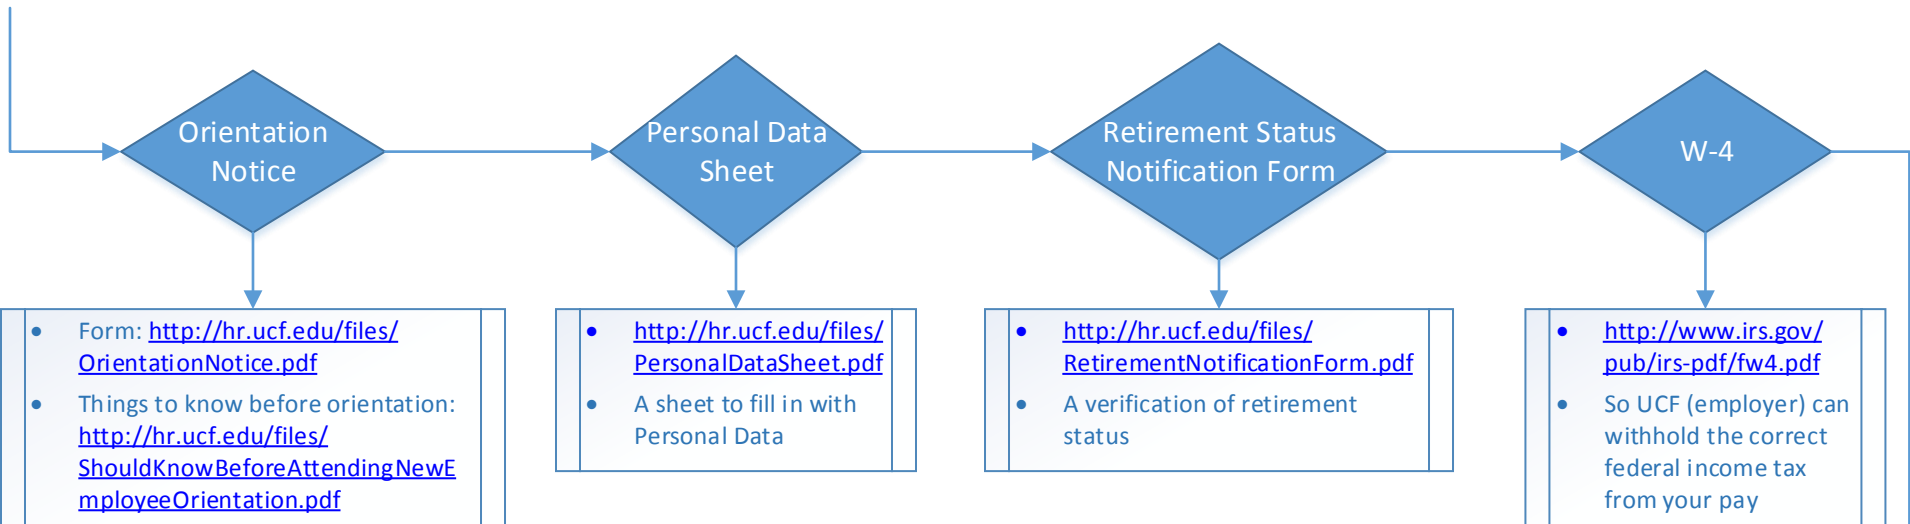 Orientation
Notice
Personal Data
Sheet
Retirement Status
Notification Form
W-4
• Form: http://hr.ucf.edu/files/
OrientationNotice.pdf
• Things to know before orientation:
http://hr.ucf.edu/files/
ShouldKnowBeforeAttendingNewE
mployeeOrientation.pdf
• http://hr.ucf.edu/files/
PersonalDataSheet.pdf
• A sheet to fill in with
Personal Data
• http://hr.ucf.edu/files/
RetirementNotificationForm.pdf
• A verification of retirement
status
• http://www.irs.gov/
pub/irs-pdf/fw4.pdf
• So UCF (employer) can
withhold the correct
federal income tax
from your pay